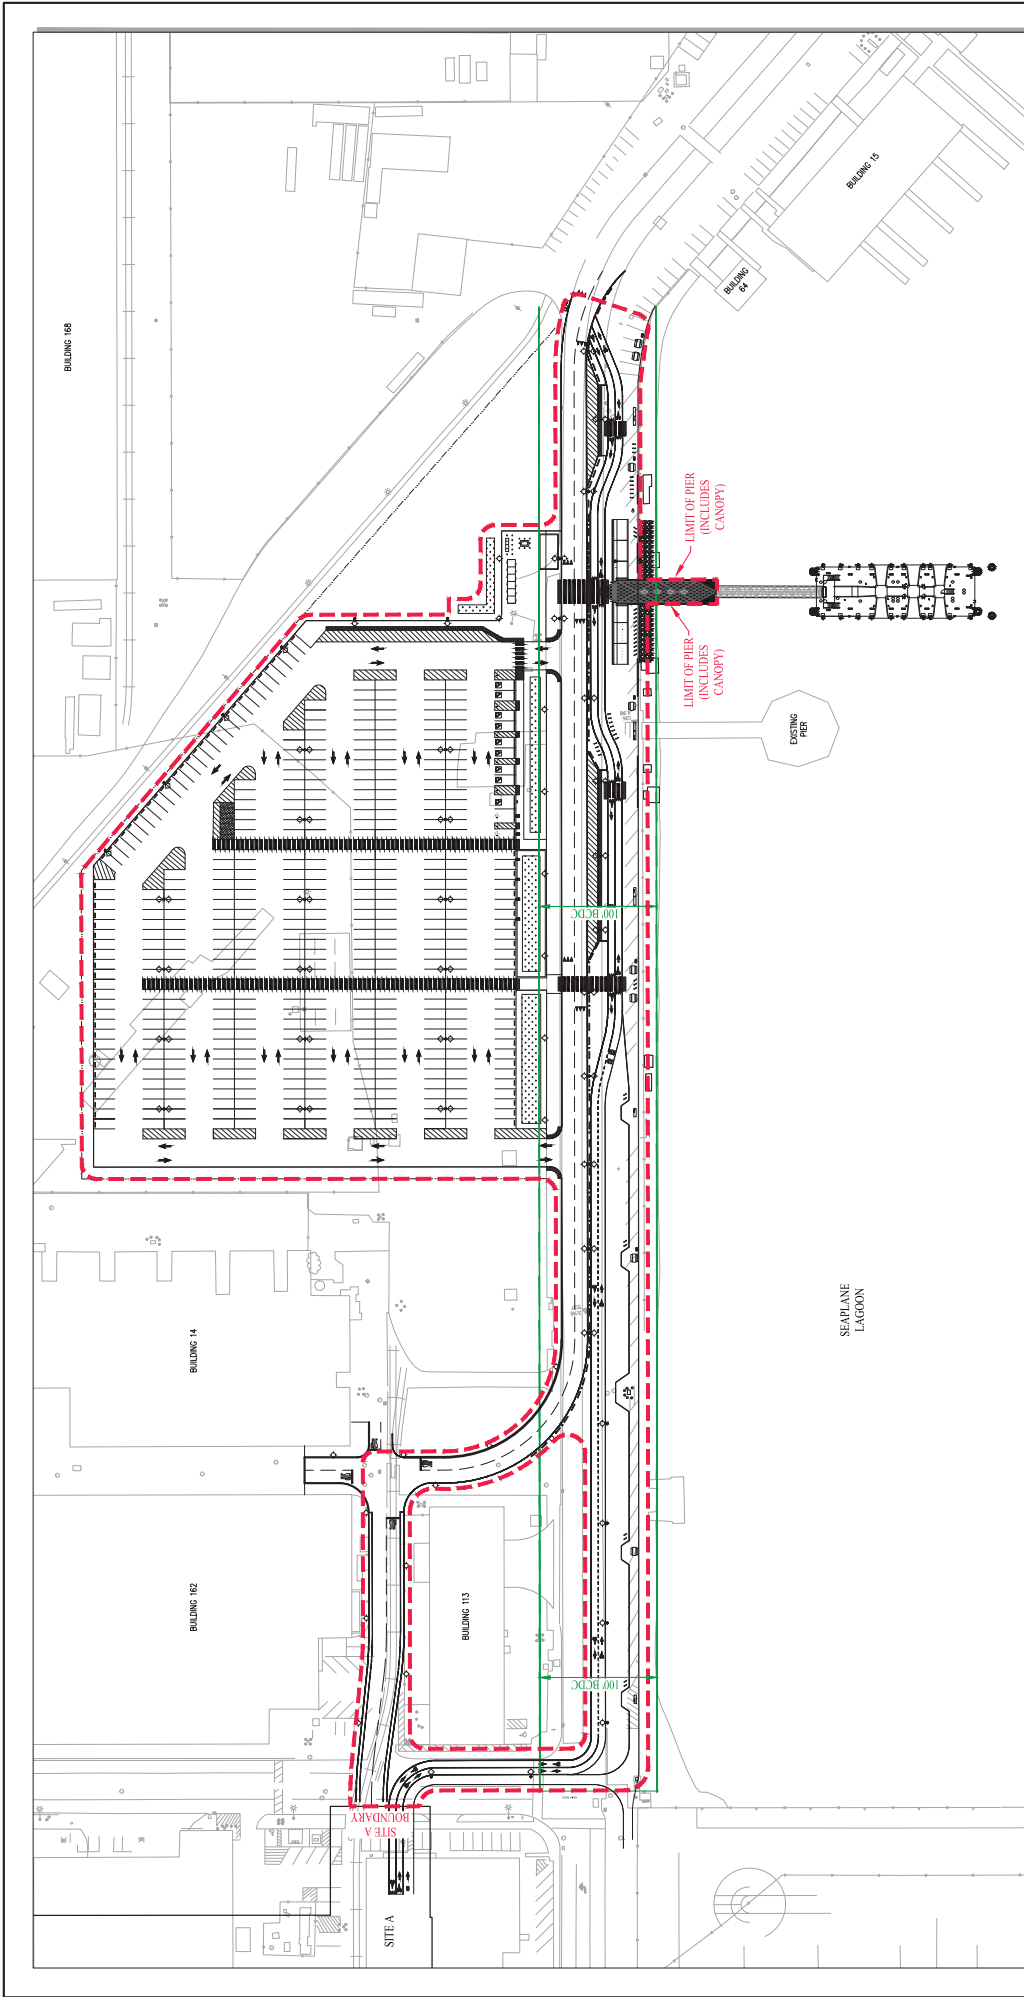 BUILDING 168
BUILDING 15
BUILDING
64
LIMIT OF PIER
(INCLUDES
CANOPY)
LIMIT OF PIER
(INCLUDES
CANOPY)
EXISTING
PIER
100' BCDC
SEAPLANE
LAGOON
BUILDING 14
BUILDING 162
BUILDING 113
100' BCDC
SITE A
BOUNDARY
SITE A